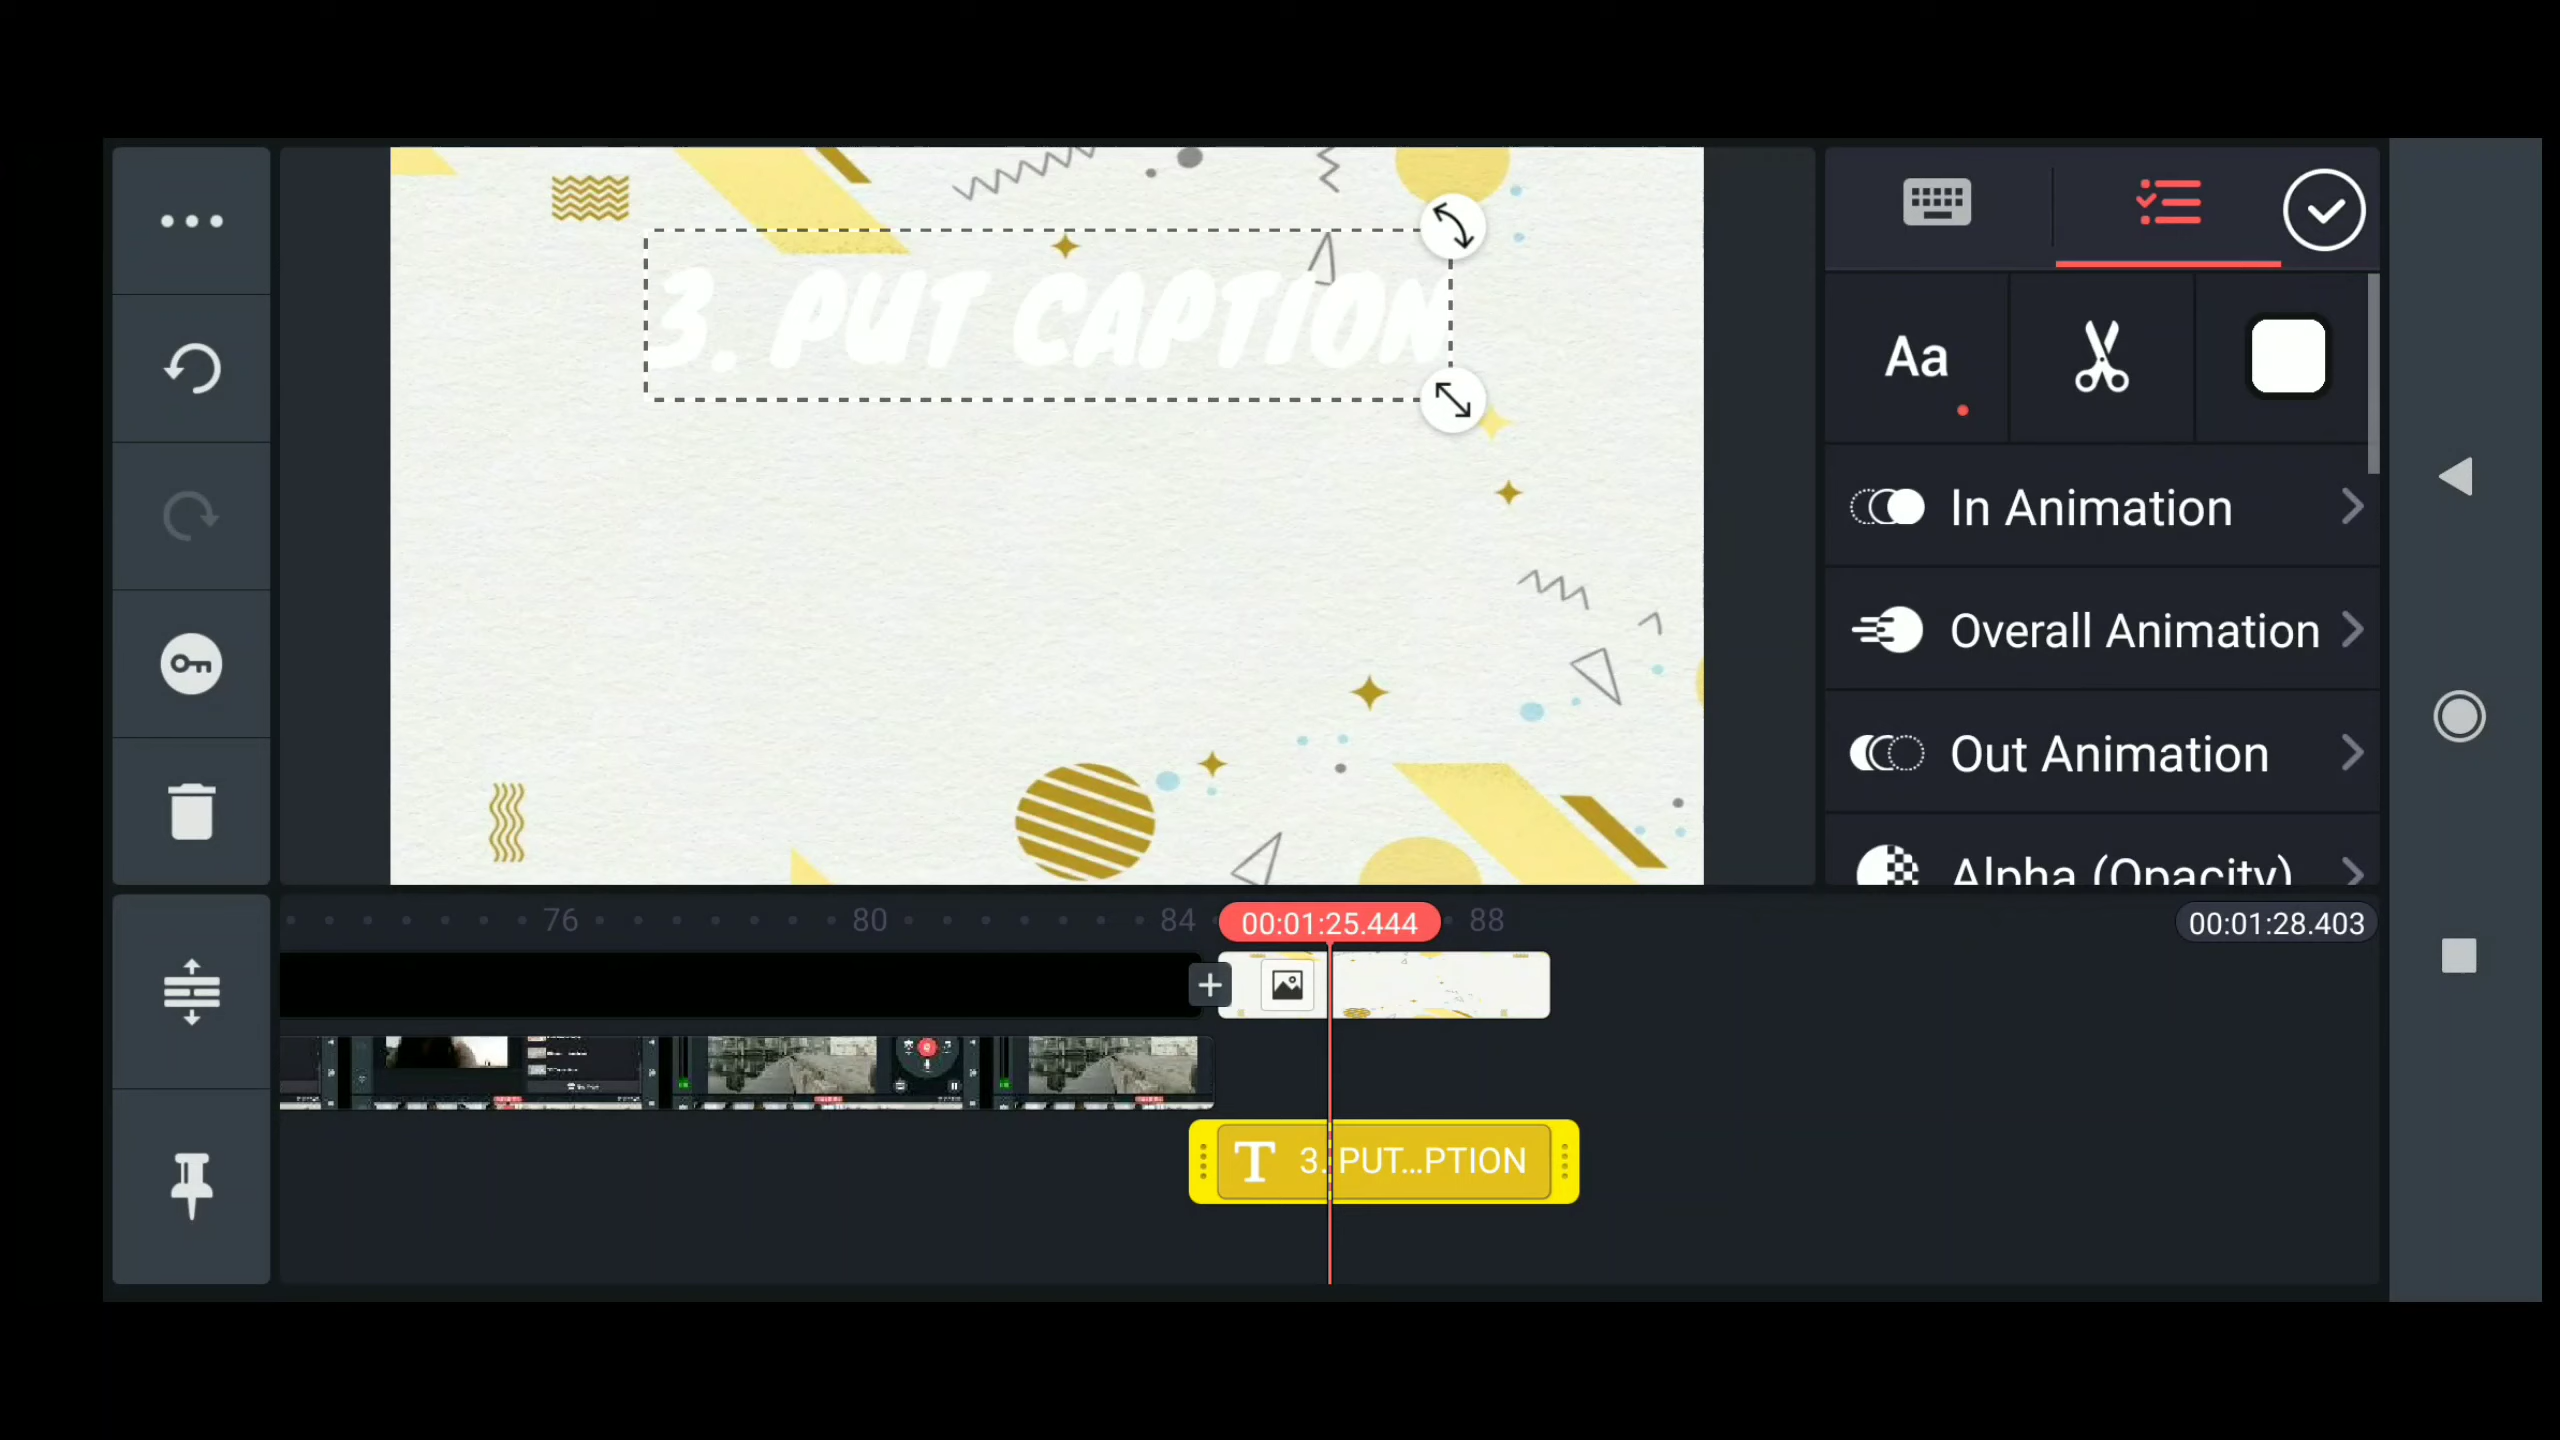 3. PUT CAPTION
Aa
In Animation
Overall Animation
Out Animation
Alpha (Opacity)
76
80
84
00:01:25.444
88
00:01:28.403
T 3. PUT...PTION